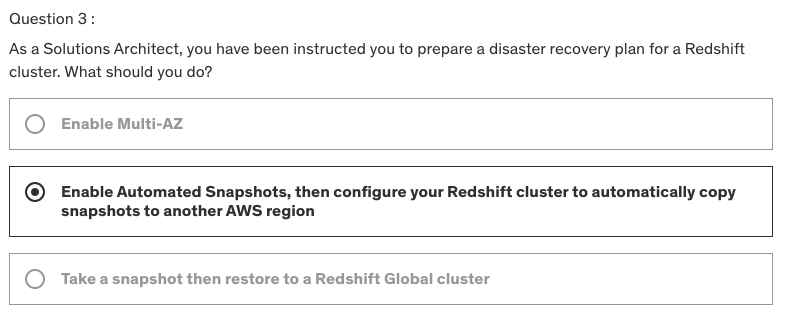 Question 3 :
As a Solutions Architect, you have been instructed you to prepare a disaster recovery plan for a Redshift
cluster. What should you do?
Enable Multi-AZ
Enable Automated Snapshots, then configure your Redshift cluster to automatically copy
snapshots to another AWS region
Take a snapshot then restore to a Redshift Global cluster